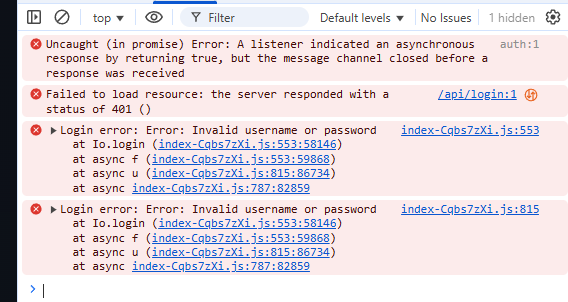 top
Filter
Default levels
No Issues
1 hidden
Uncaught (in promise) Error: A listener indicated an asynchronous auth:1
response by returning true, but the message channel closed before a
response was received
Failed to load resource: the server responded with a /api/login:1
status of 401 ()
Login error: Error: Invalid username or password index-Cqbs7zXi.js:553
at Io.login (index-Cqbs7zXi.js:553:58146)
at async f (index-Cqbs7zXi.js:553:59868)
at async u (index-Cqbs7zXi.js:815:86734)
at async index-Cqbs7zXi.js:787:82859
Login error: Error: Invalid username or password index-Cqbs7zXi.js:815
at Io.login (index-Cqbs7zXi.js:553:58146)
at async f (index-Cqbs7zXi.js:553:59868)
at async u (index-Cqbs7zXi.js:815:86734)
at async index-Cqbs7zXi.js:787:82859